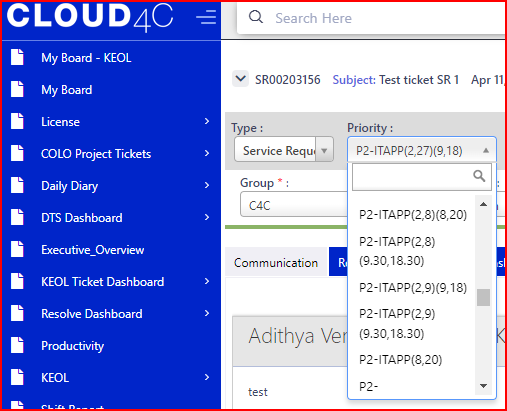 CLOUD4C
Search Here
My Board - KEOL
My Board
License
COLO Project Tickets
Daily Diary
DTS Dashboard
Executive_Overview
KEOL Ticket Dashboard
Resolve Dashboard
Productivity
KEOL
Shift Report
SR00203156 Subject: Test ticket SR 1 Apr 11,
Type : Priority :
Service Requ P2-ITAPP(2,27)(9,18)
Group * :
C4C
P2-ITAPP(2,8)(8,20)
P2-ITAPP(2,8)
(9.30,18.30)
P2-ITAPP(2,9)(9,18)
P2-ITAPP(2,9)
(9.30,18.30)
P2-ITAPP(8,20)
P2-
Communication
Adithya Ver
test